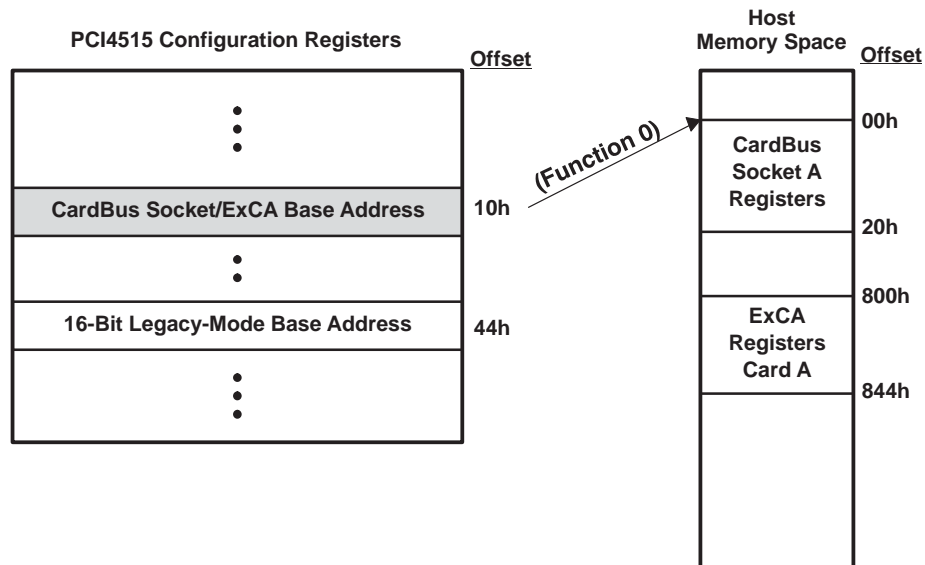 PCI4515 Configuration Registers
Offset
CardBus Socket/ExCA Base Address
10h
16-Bit Legacy-Mode Base Address
44h
(Function 0)
Host
Memory Space
Offset
00h
CardBus
Socket A
Registers
20h
800h
ExCA
Registers
Card A
844h